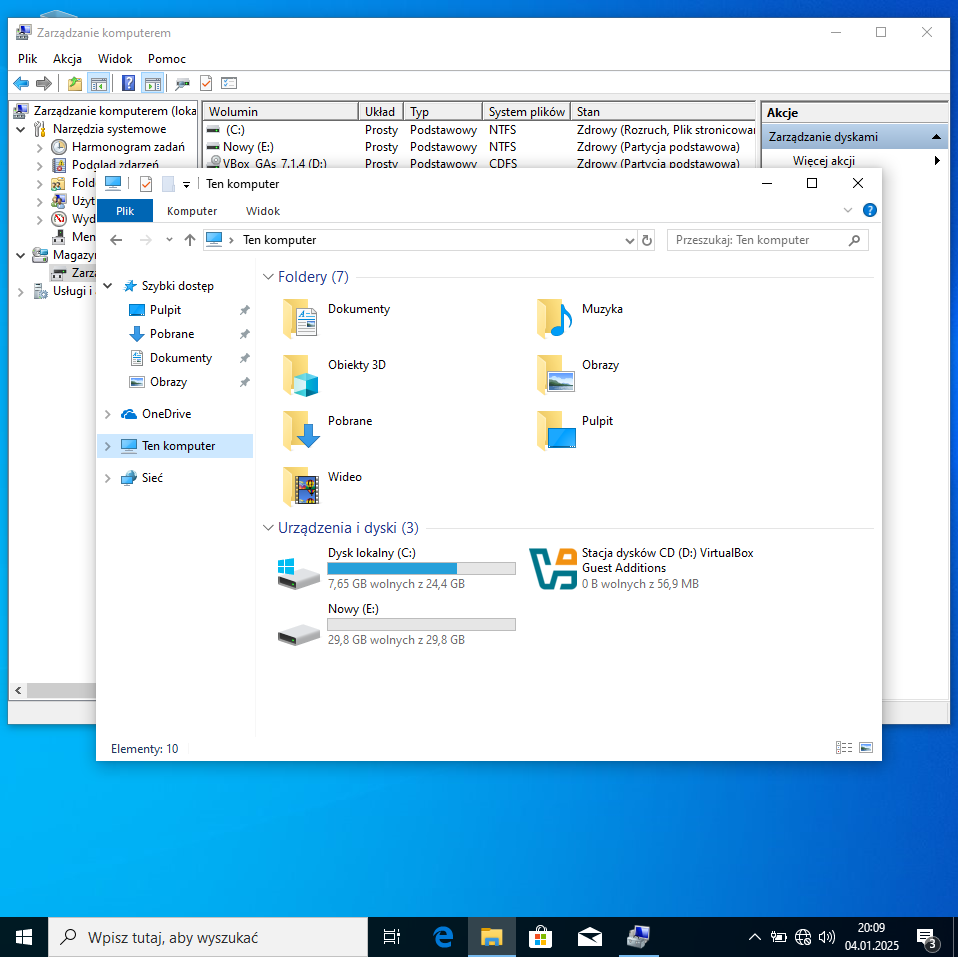 Zarządzanie komputerem
Plik Akcja Widok Pomoc
Zarządzanie komputerem (loka
Narzędzia systemowe
Harmonogram zadań
Podgląd zdarzeń
Fold
Użyt
Wyd
Men
Magazyn
Zarz
Usługi i
Wolumin Układ Typ System plików Stan
(C:) Prosty Podstawowy NTFS Zdrowy (Rozruch, Plik stronicowan
Nowy (E:) Prosty Podstawowy NTFS Zdrowy (Partycja podstawowa)
VBox_GAs_7.1.4 (D:) Prosty Podstawowy CDFS Zdrowy (Partycja podstawowa)
Akcje
Zarządzanie dyskami
Więcej akcji
Ten komputer
Plik Komputer Widok
Ten komputer
Przeszukaj: Ten komputer
Szybki dostęp
Pulpit
Pobrane
Dokumenty
Obrazy
OneDrive
Ten komputer
Sieć
Foldery (7)
Dokumenty
Muzyka
Obiekty 3D
Obrazy
Pobrane
Pulpit
Wideo
Urządzenia i dyski (3)
Dysk lokalny (C:)
7,65 GB wolnych z 24,4 GB
Stacja dysków CD (D:) VirtualBox
Guest Additions
0 B wolnych z 56,9 MB
Nowy (E:)
29,8 GB wolnych z 29,8 GB
Elementy: 10
Wpisz tutaj, aby wyszukać
20:09
04.01.2025
3